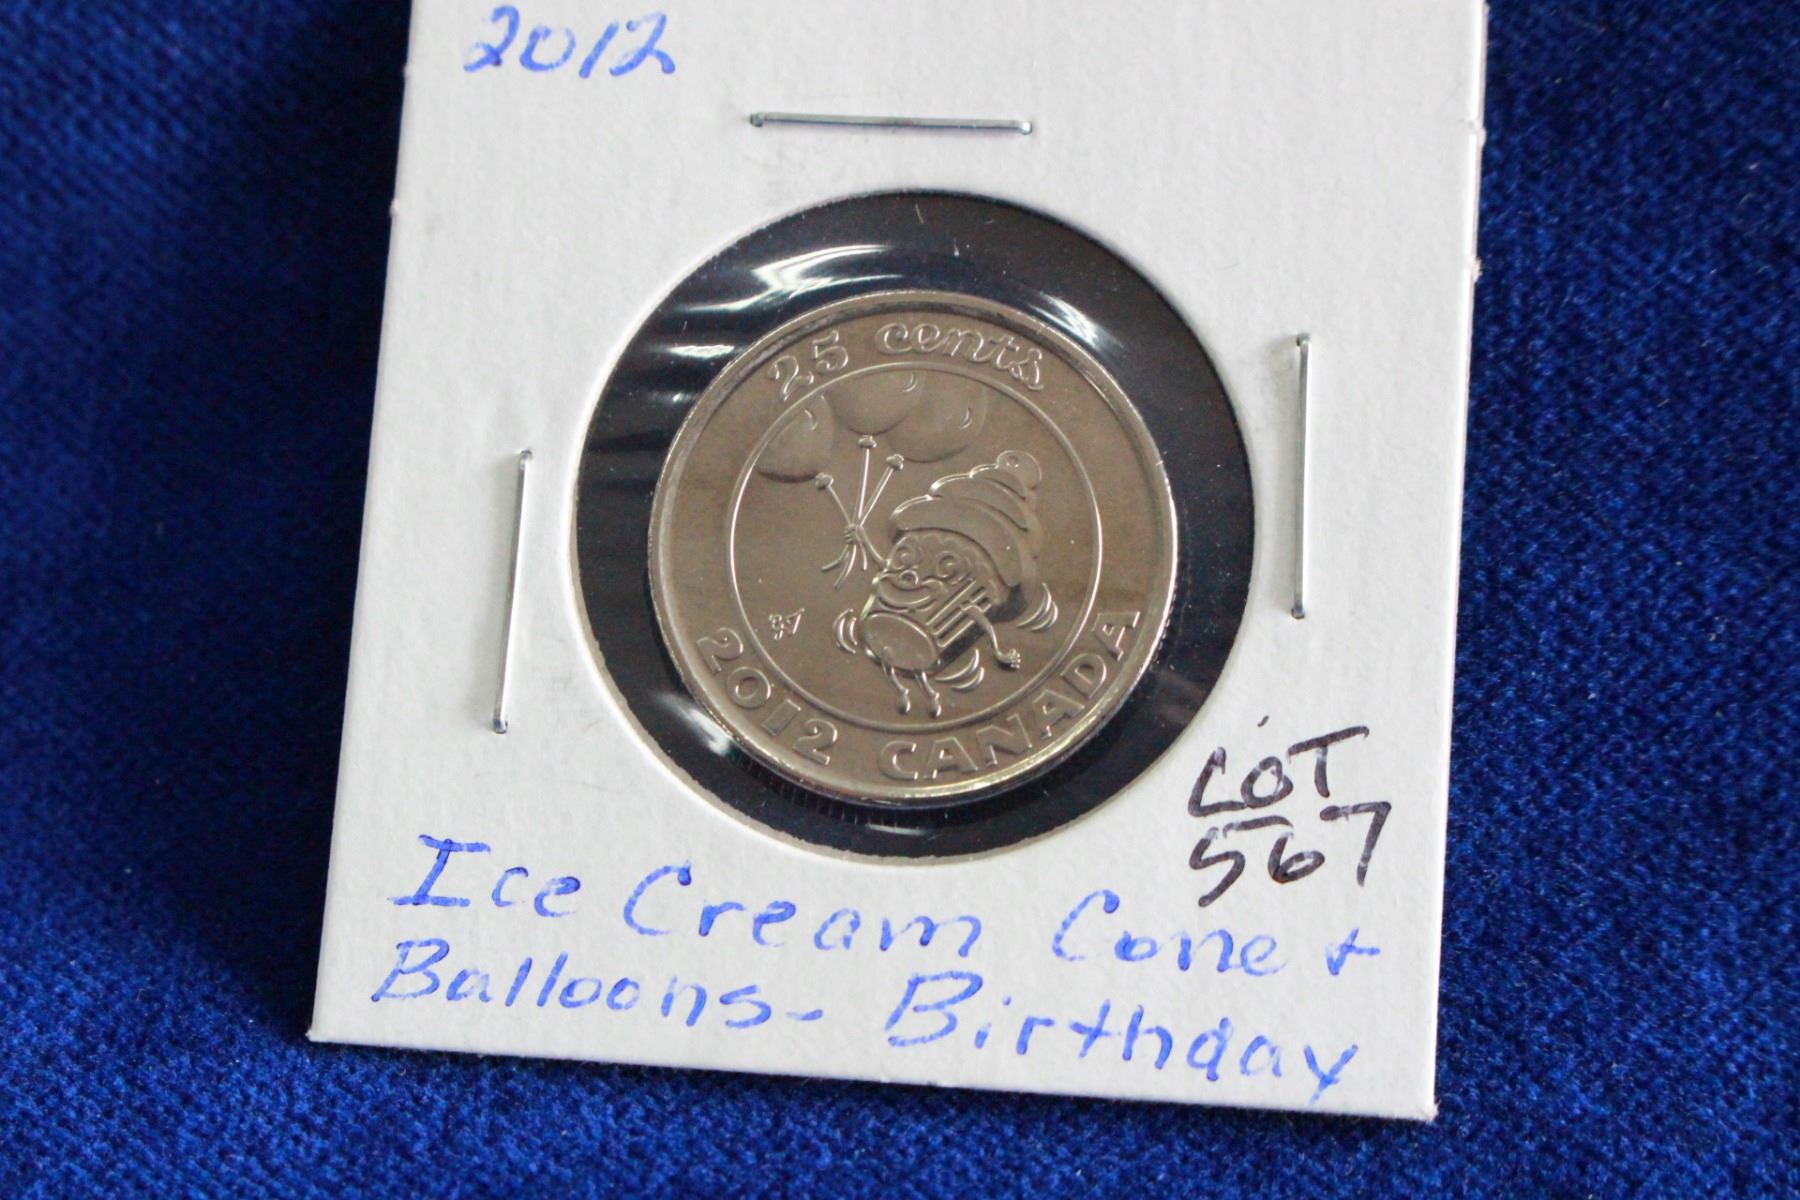 2012
25 cents
2012 CANADA
LOT
567
Ice Cream Cone +
Balloons - Birthday